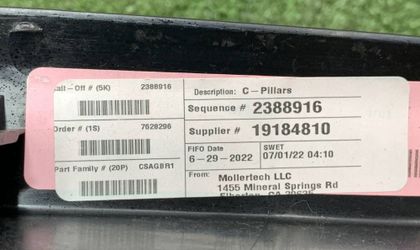 Call-Off # (5K) 2388916
Order # (1S) 7628296
Part Family # (20P) CSAGBR1
Description: C-Pillars
Sequence # 2388916
Supplier # 19184810
FIFO Date
6-29-2022
SWET
07/01/22 04:10
From: Mollertech LLC
1455 Mineral Springs Rd